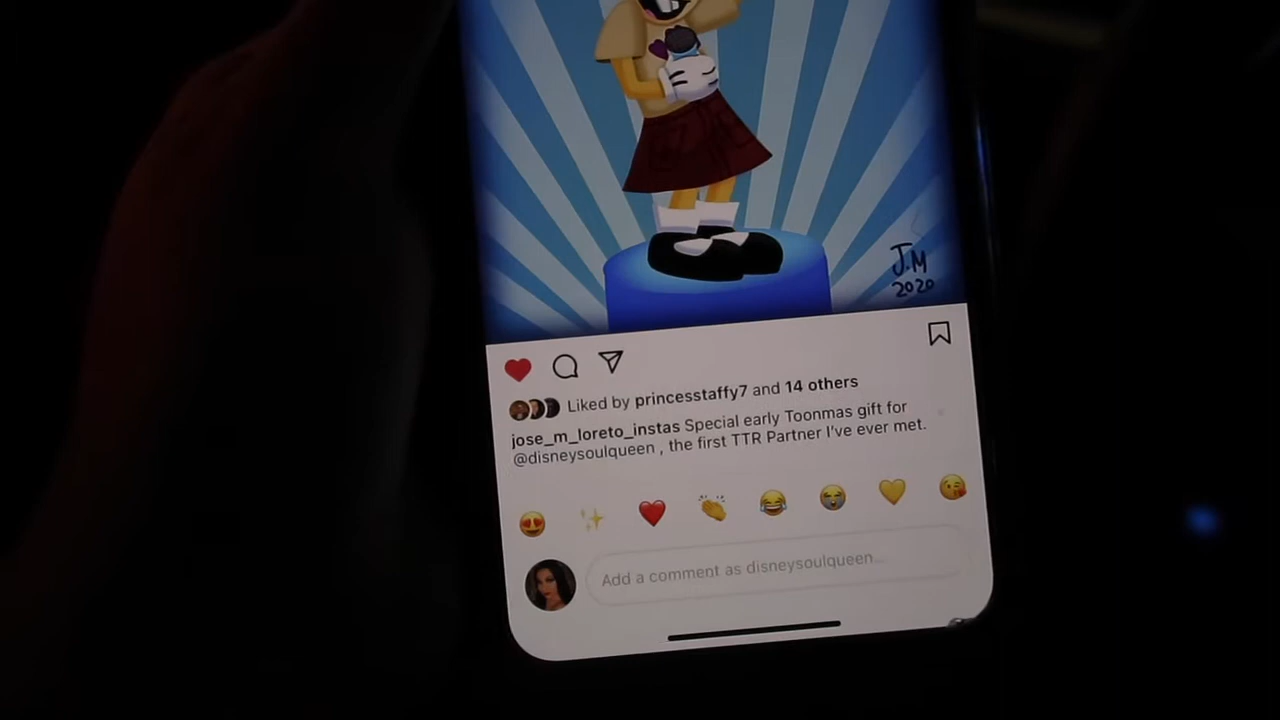 J.M
2020
Liked by princesstaffy7 and 14 others
jose_m_loreto_instas Special early Toonmas gift for
@disneysoulqueen , the first TTR Partner I've ever met.
Add a comment as disneysoulqueen...